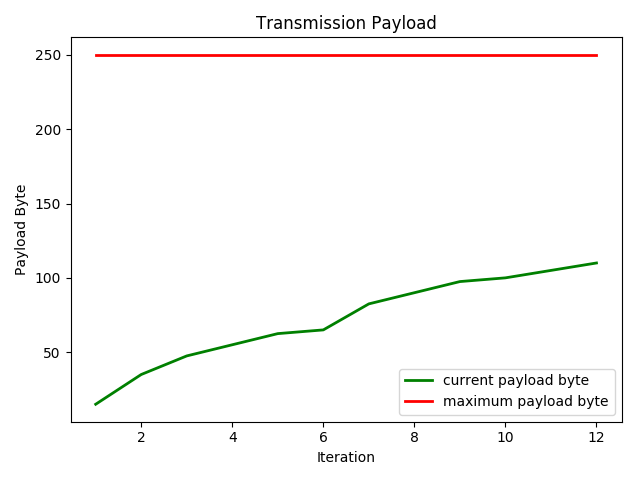 Transmission Payload
250
200
150
100
50
Payload Byte
2
4
6
8
10
12
Iteration
current payload byte
maximum payload byte